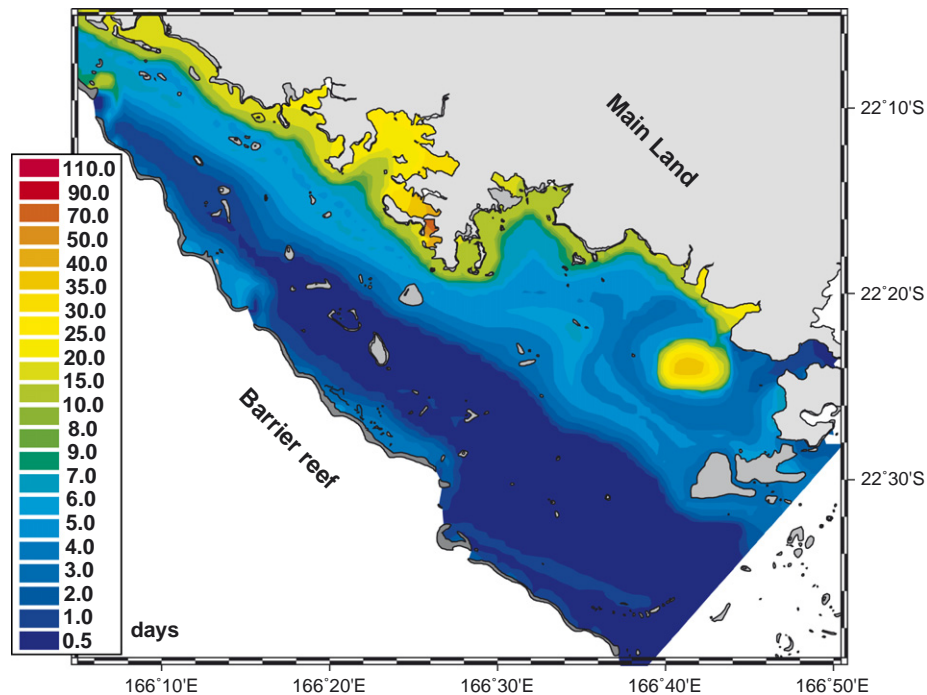 Main Land
22°10'S
110.0
90.0
70.0
50.0
40.0
35.0
30.0
25.0
20.0
15.0
10.0
8.0
9.0
7.0
6.0
5.0
4.0
3.0
2.0
1.0
0.5
days
22°20'S
Barrier reef
22°30'S
166°10'E
166°20'E
166°30'E
166°40'E
166°50'E